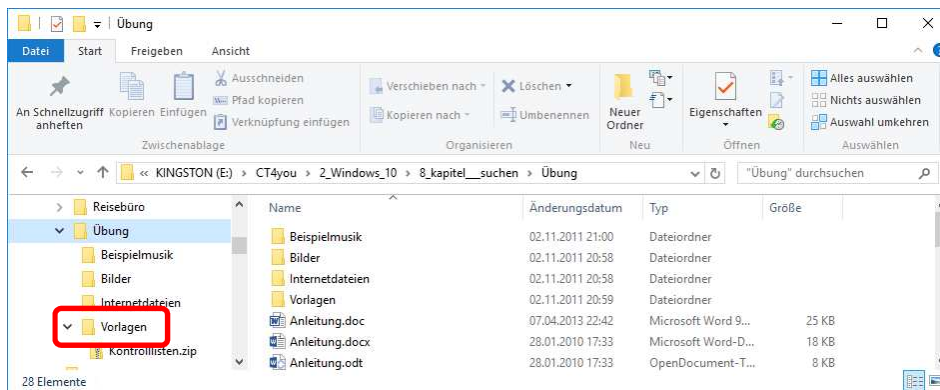 Übung
Datei Start Freigeben Ansicht
An Schnellzugriff anheften
Kopieren
Einfügen
Ausschneiden
Pfad kopieren
Verknüpfung einfügen
Zwischenablage
Verschieben nach
Kopieren nach
Löschen
Umbenennen
Organisieren
Neuer Ordner
Neu
Eigenschaften
Öffnen
Alles auswählen
Nichts auswählen
Auswahl umkehren
Auswählen
« KINGSTON (E:) > CT4you > 2_Windows_10 > 8_kapitel__suchen > Übung
"Übung" durchsuchen
Reisebüro
Übung
Beispielmusik
Bilder
Internetdateien
Vorlagen
Kontrolllisten.zip
Name Änderungsdatum Typ Größe
Beispielmusik 02.11.2011 21:00 Dateiordner
Bilder 02.11.2011 20:58 Dateiordner
Internetdateien 02.11.2011 20:58 Dateiordner
Vorlagen 02.11.2011 20:59 Dateiordner
Anleitung.doc 07.04.2013 22:42 Microsoft Word 9... 25 KB
Anleitung.docx 28.01.2010 17:33 Microsoft Word-D... 18 KB
Anleitung.odt 28.01.2010 17:33 OpenDocument-T... 8 KB
28 Elemente